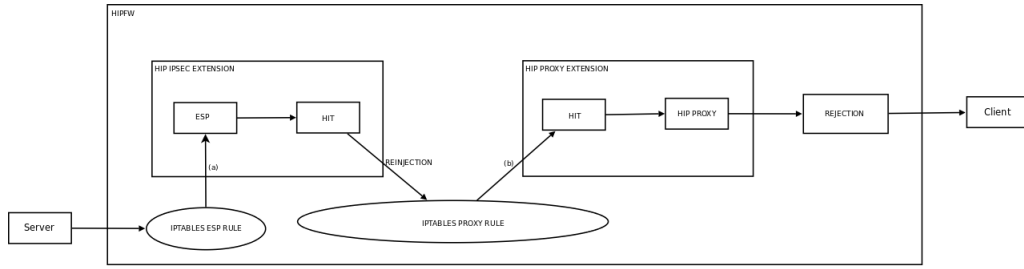 HIPFW
HIP IPSEC EXTENSION
HIP PROXY EXTENSION
ESP
HIT
HIT
HIP PROXY
REJECTION
Client
(a)
REINJECTION
(b)
Server
IPTABLES ESP RULE
IPTABLES PROXY RULE